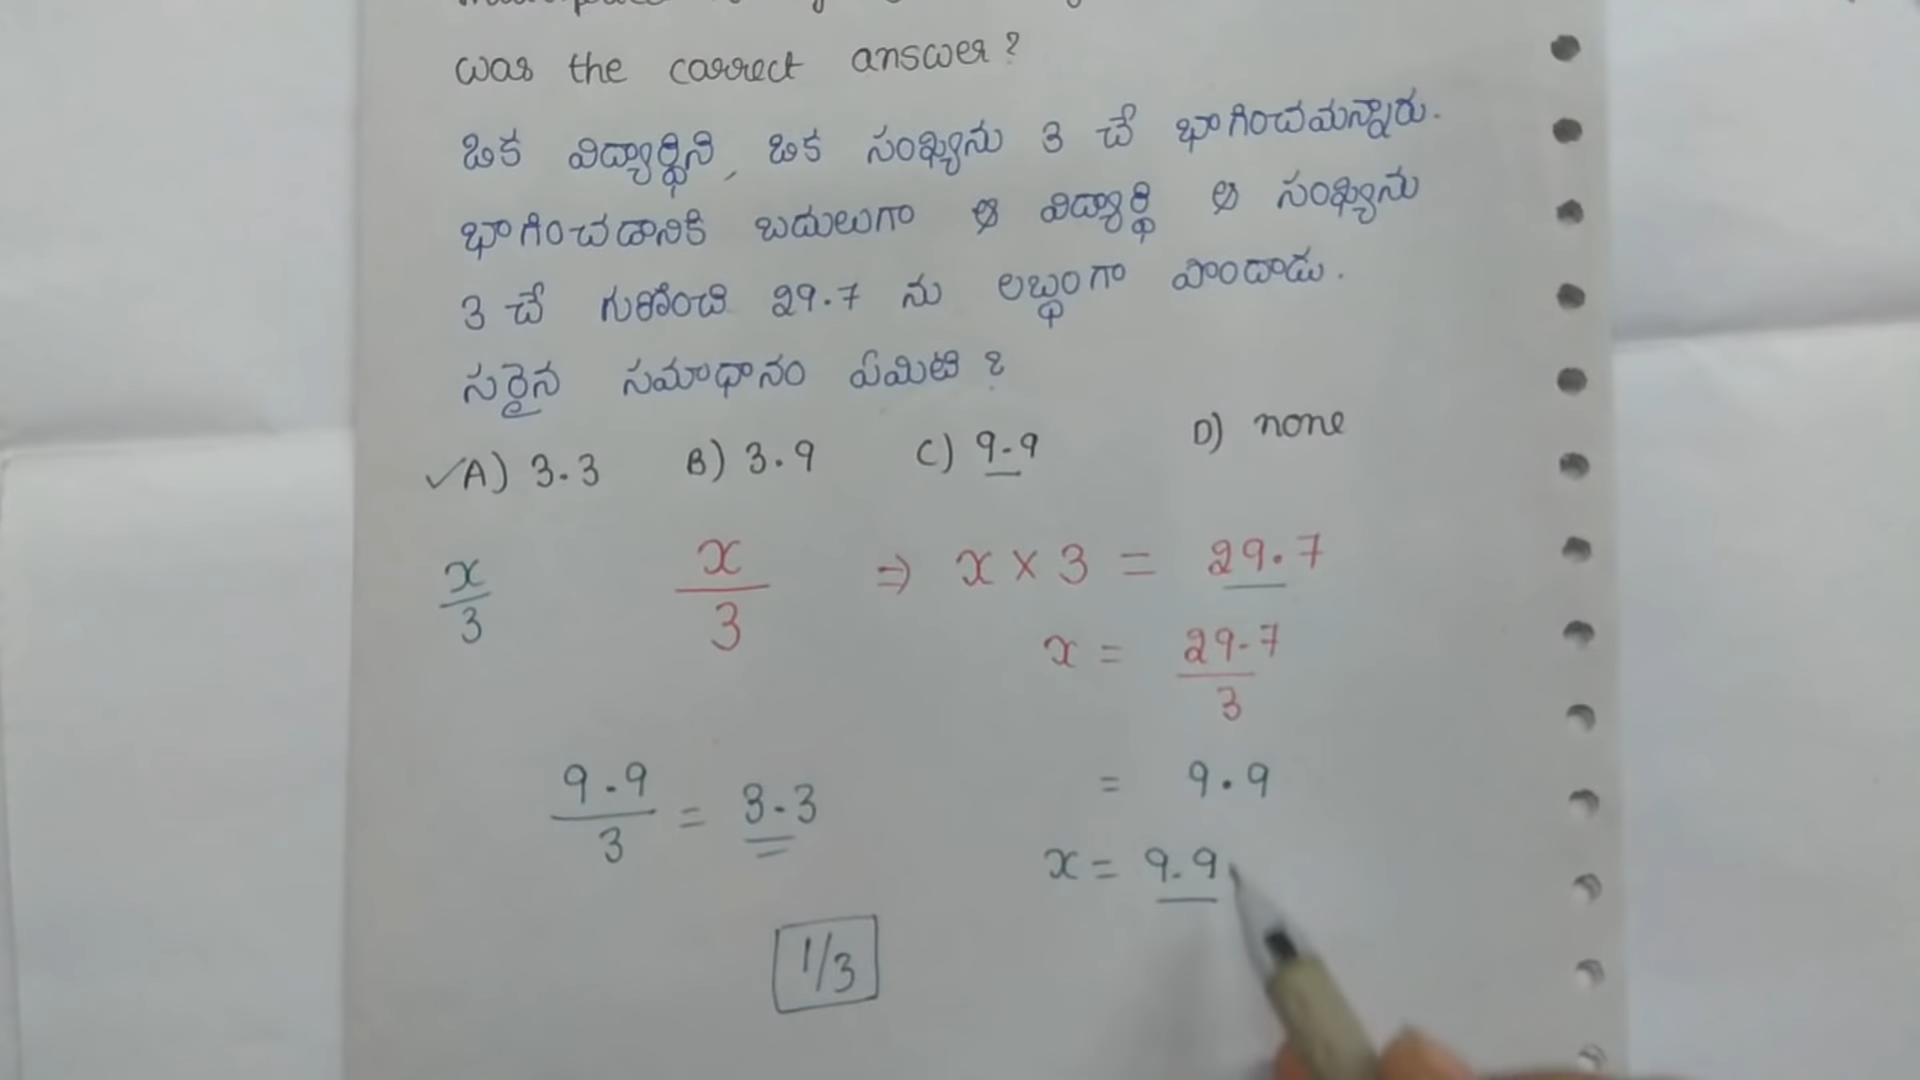 was the correct answer?
ఒక విద్యార్థిని, ఒక సంఖ్యను 3 చే భాగించమన్నారు.
భాగించడానికి బదులుగా ఆ విద్యార్థి ఆ సంఖ్యను
3 చే గుణించి 29.7 ను లబ్ధంగా పొందాడు.
సరైన సమాధానం ఏమిటి?
✓A) 3.3 B) 3.9 C) 9.9 D) none
x/3 x/3 ⇒ x × 3 = 29.7
x = 29.7/3
9.9/3 = 3.3 = 9.9
x = 9.9
1/3